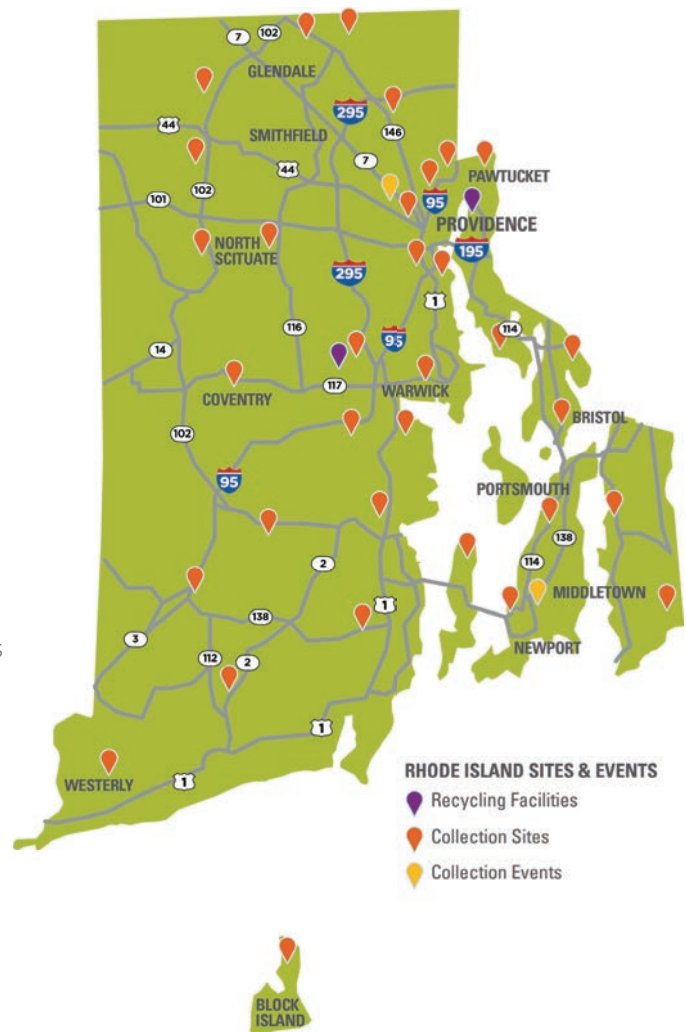 102
7
GLENDALE
295
44
SMITHFIELD
146
7
44
PAWTUCKET
101
102
95
PROVIDENCE
NORTH
SCITUATE
195
295
1
116
114
95
14
117
WARWICK
COVENTRY
BRISTOL
102
95
PORTSMOUTH
138
2
114
MIDDLETOWN
1
138
3
NEWPORT
112
2
1
WESTERLY
1
S
RHODE ISLAND SITES & EVENTS
Recycling Facilities
Collection Sites
Collection Events
BLOCK
ISLAND